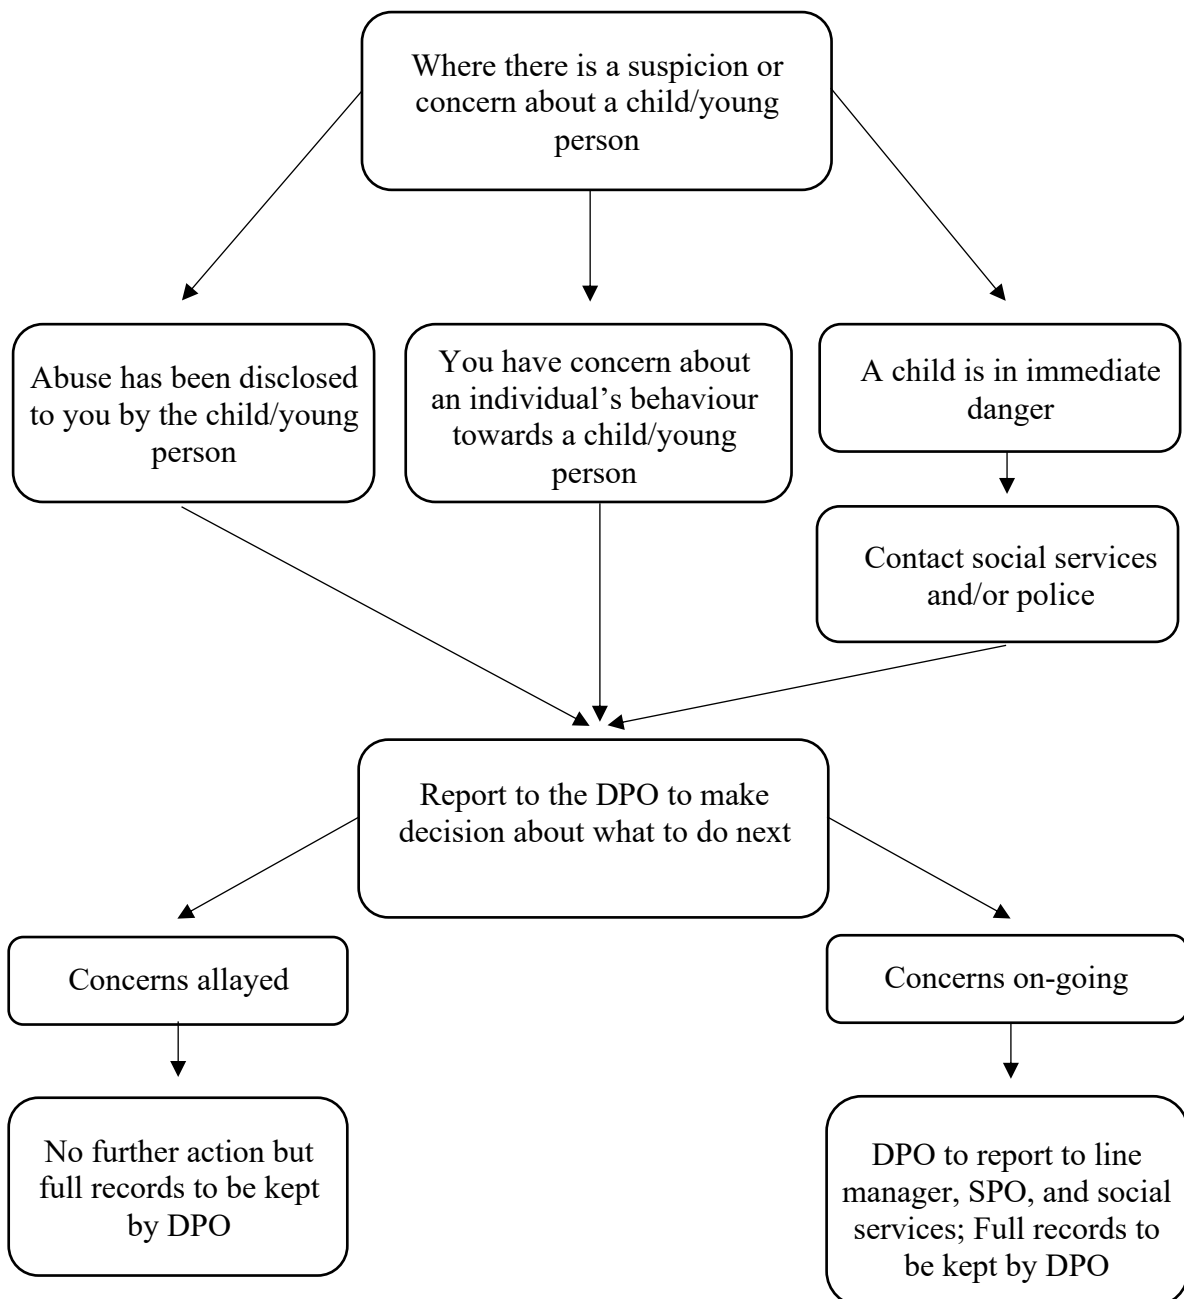 Where there is a suspicion or
concern about a child/young
person
Abuse has been disclosed
to you by the child/young
person
You have concern about
an individual’s behaviour
towards a child/young
person
A child is in immediate
danger
Contact social services
and/or police
Report to the DPO to make
decision about what to do next
Concerns allayed
Concerns on-going
No further action but
full records to be kept
by DPO
DPO to report to line
manager, SPO, and social
services; Full records to
be kept by DPO